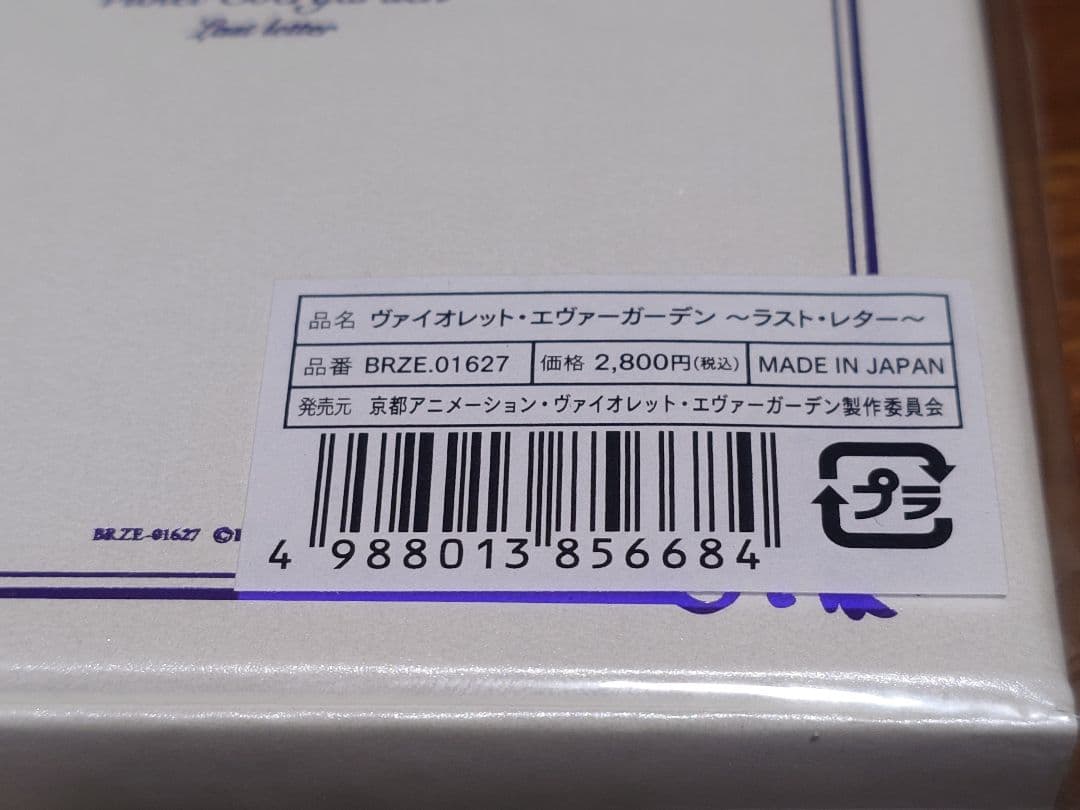 Last letter
品名 ヴァイオレット・エヴァーガーデン ～ラスト・レター～
品番 BRZE.01627 価格 2,800円(税込) MADE IN JAPAN
発売元 京都アニメーション・ヴァイオレット・エヴァーガーデン製作委員会
プラ
BRZE-01627 ©
4 988013 856684